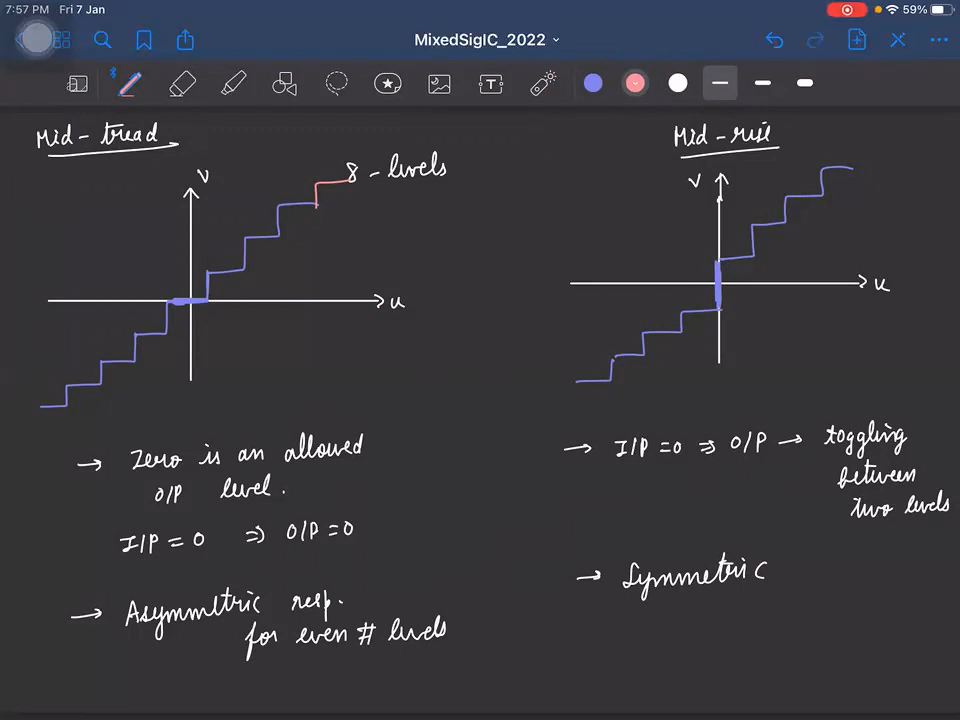 7:57 PM Fri 7 Jan
59%
MixedSigIC_2022
Mid-tread
V
8-levels
u
→ Zero is an allowed
O/P level.
I/P = 0 ⇒ O/P = 0
→ Asymmetric resp.
for even # levels
Mid-rise
V
u
→ I/P = 0 ⇒ O/P → toggling
between
two levels
→ Symmetric